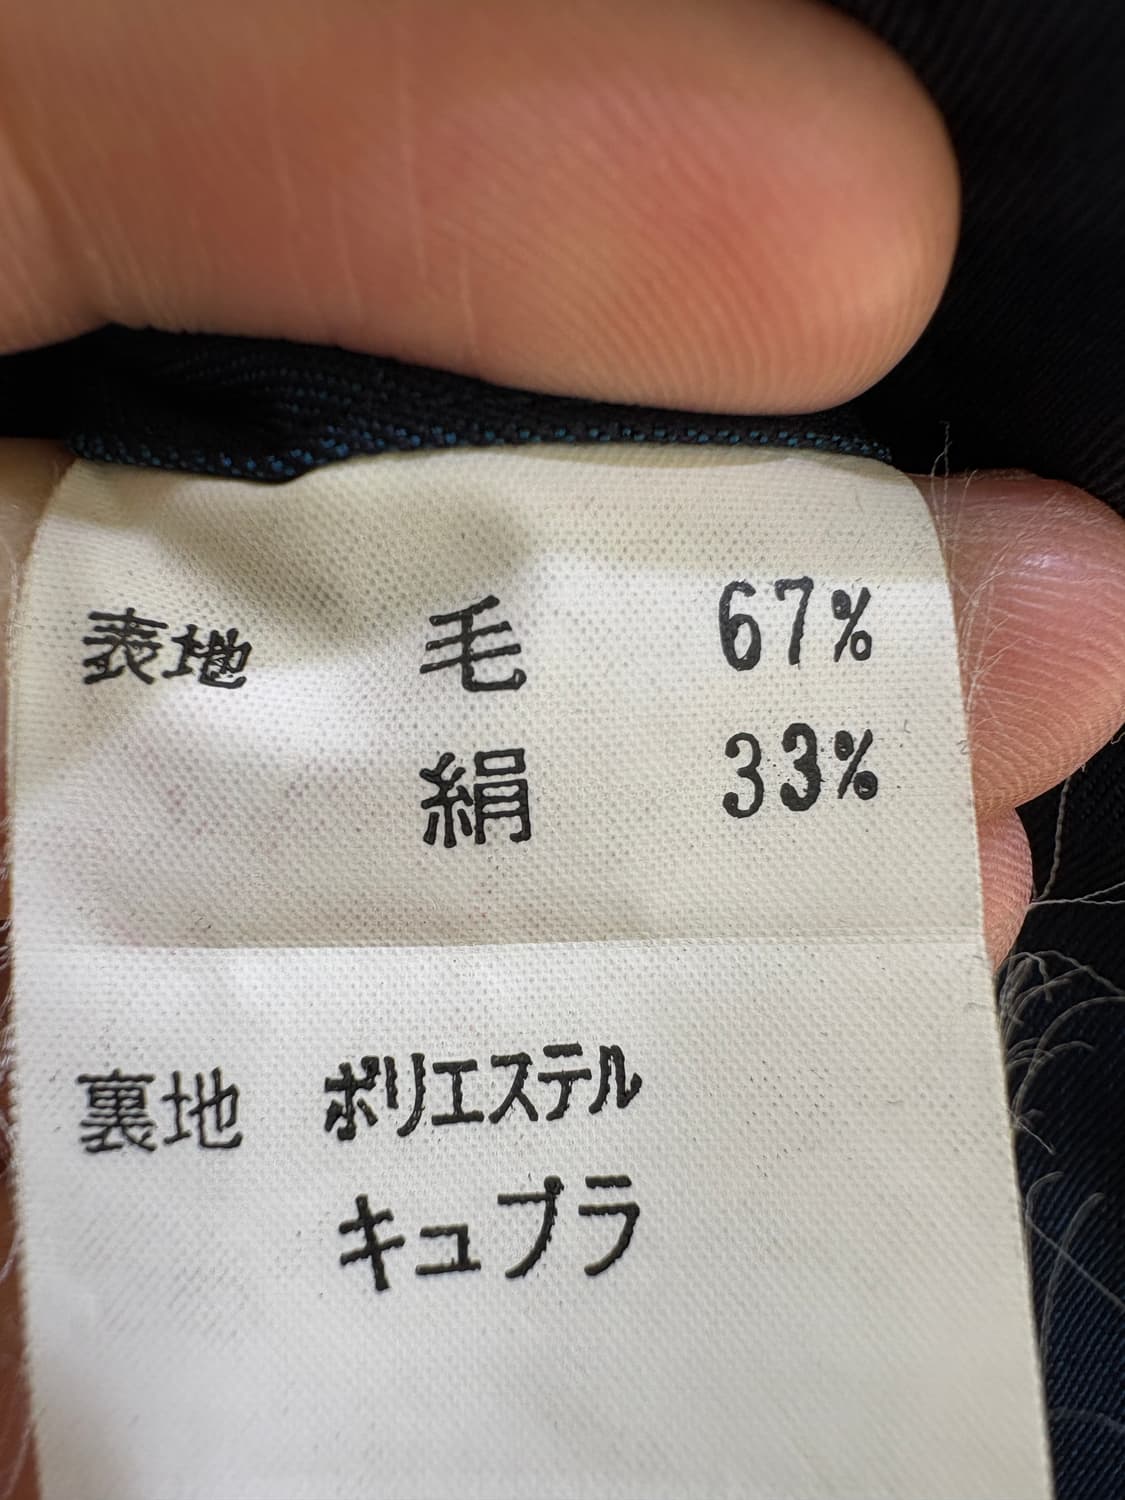 表地 毛 67%
絹 33%
裏地 ポリエステル
キュプラ